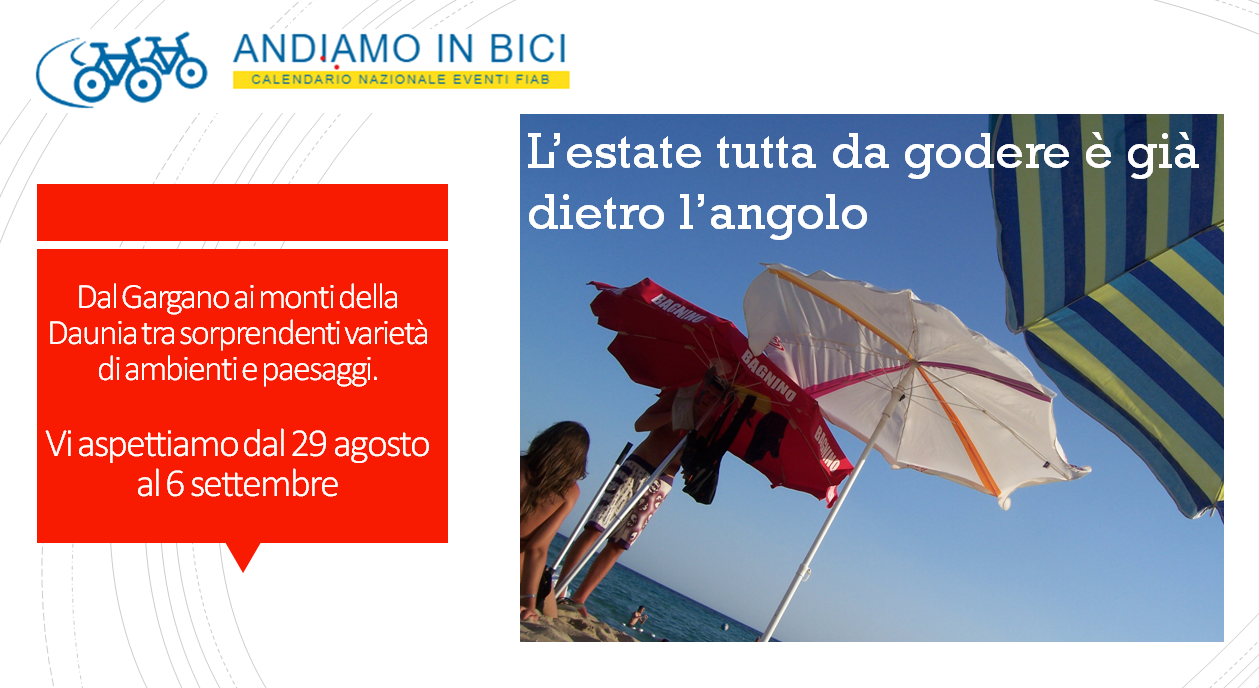 ANDIAMO IN BICI
CALENDARIO NAZIONALE EVENTI FIAB
L’estate tutta da godere è già
dietro l’angolo
Dal Gargano ai monti della
Daunia tra sorprendenti varietà
di ambienti e paesaggi.
Vi aspettiamo dal 29 agosto
al 6 settembre
BAGNINO
BAGNINO
BAGNINO